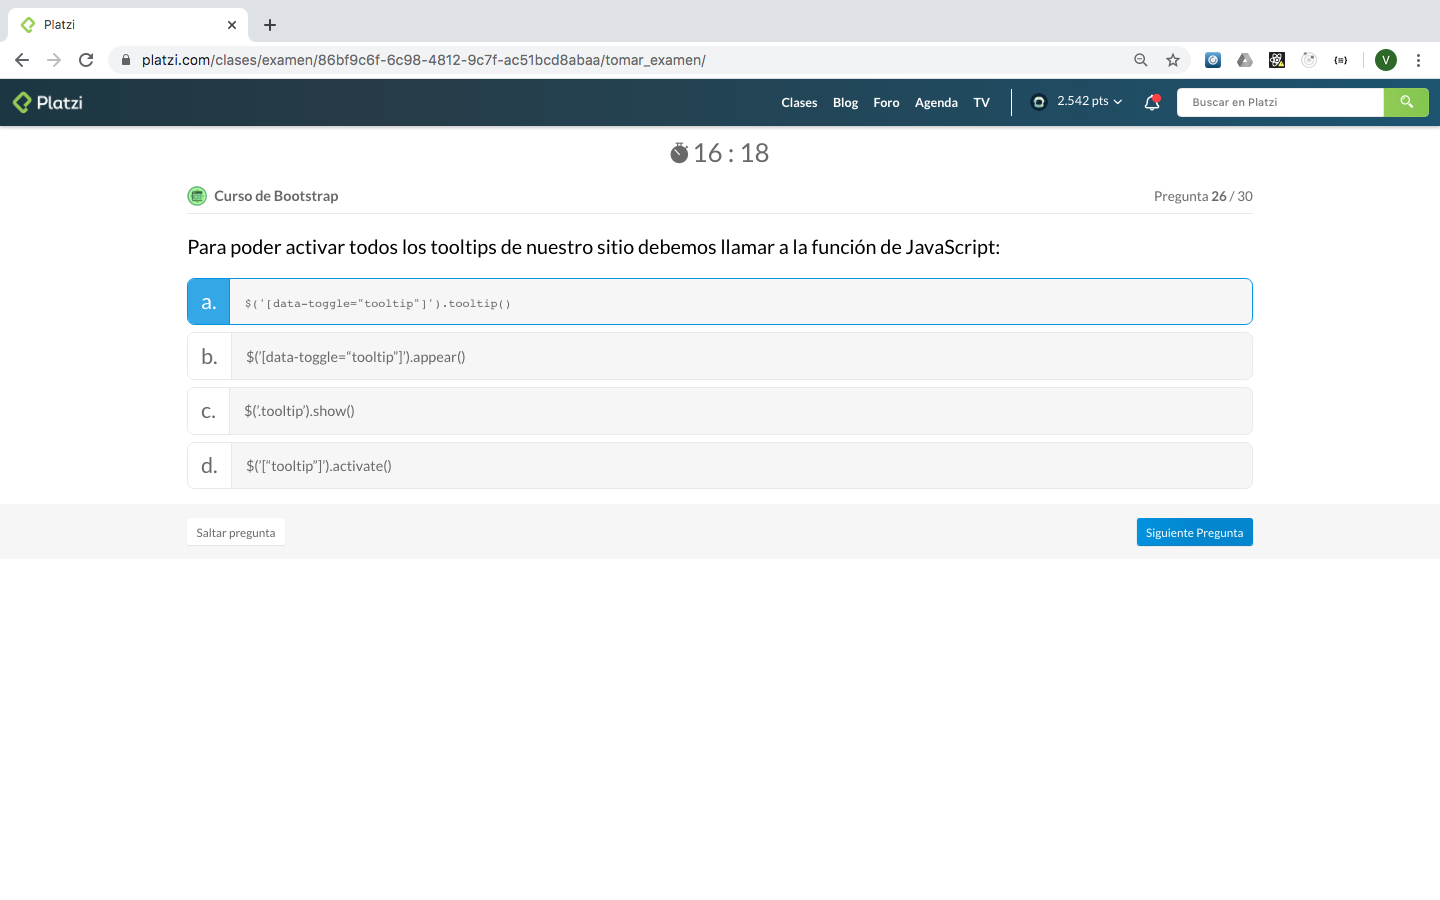 Platzi
platzi.com/clases/examen/86bf9c6f-6c98-4812-9c7f-ac51bcd8abaa/tomar_examen/
V
Platzi
Clases Blog Foro Agenda TV 2.542 pts Buscar en Platzi
16 : 18
Curso de Bootstrap Pregunta 26 / 30
Para poder activar todos los tooltips de nuestro sitio debemos llamar a la función de JavaScript:
a. $('[data-toggle="tooltip"]').tooltip()
b. $(’[data-toggle=“tooltip”]’).appear()
c. $(’.tooltip’).show()
d. $(’[“tooltip”]’).activate()
Saltar pregunta Siguiente Pregunta